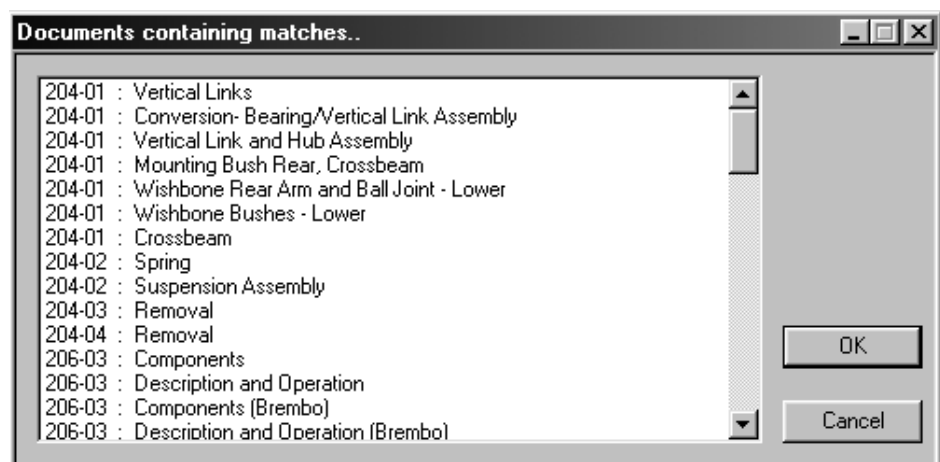 Documents containing matches..
204-01 : Vertical Links
204-01 : Conversion- Bearing/Vertical Link Assembly
204-01 : Vertical Link and Hub Assembly
204-01 : Mounting Bush Rear, Crossbeam
204-01 : Wishbone Rear Arm and Ball Joint - Lower
204-01 : Wishbone Bushes - Lower
204-01 : Crossbeam
204-02 : Spring
204-02 : Suspension Assembly
204-03 : Removal
204-04 : Removal
206-03 : Components
206-03 : Description and Operation
206-03 : Components (Brembo)
206-03 : Description and Operation (Brembo)
OK
Cancel